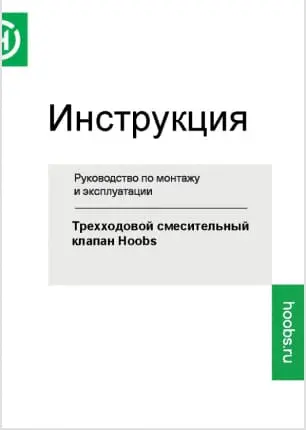 Инструкция
Руководство по монтажу
и эксплуатации
Трехходовой смесительный
клапан Hoobs
hoobs.ru